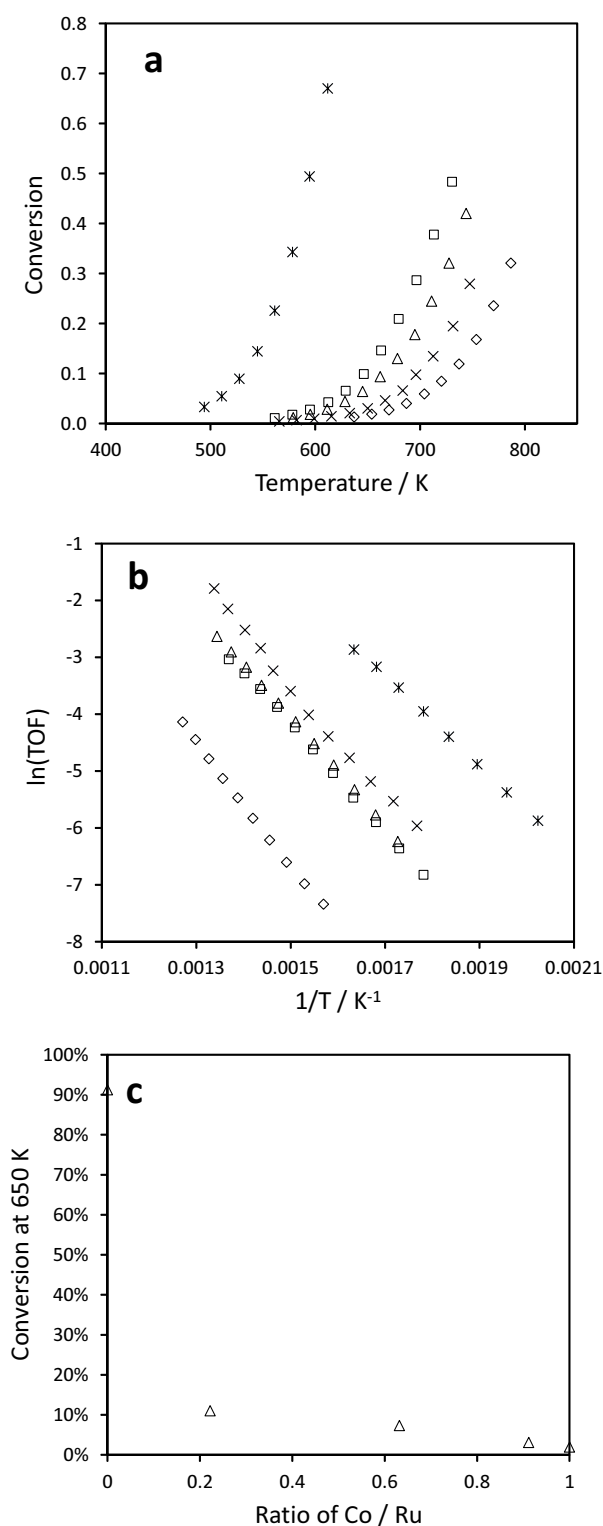 a
0.8
0.7
0.6
0.5
0.4
0.3
0.2
0.1
0.0
Conversion
400 500 600 700 800
Temperature / K
b
-1
-2
-3
-4
-5
-6
-7
-8
ln(TOF)
0.0011 0.0013 0.0015 0.0017 0.0019 0.0021
1/T / K⁻¹
c
100%
90%
80%
70%
60%
50%
40%
30%
20%
10%
0%
Conversion at 650 K
0 0.2 0.4 0.6 0.8 1
Ratio of Co / Ru